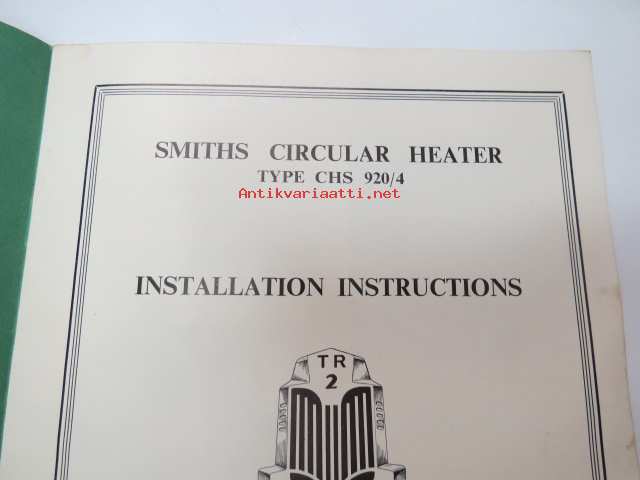 SMITHS CIRCULAR HEATER
TYPE CHS 920/4
Antikvariaatti.net
INSTALLATION INSTRUCTIONS
TR
2